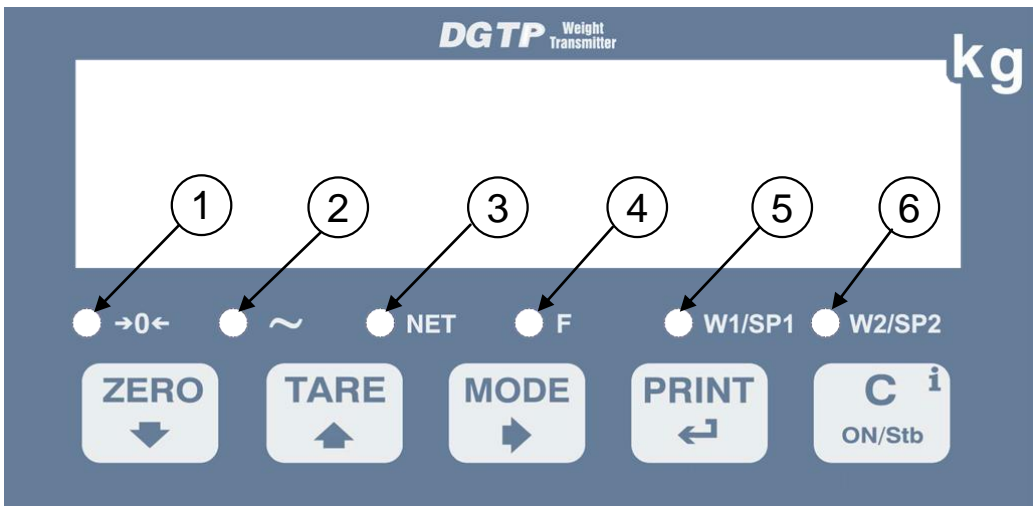 DGTP Weight Transmitter
kg
1 2 3 4 5 6
→0← ~ NET F W1/SP1 W2/SP2
ZERO TARE MODE PRINT C i
ON/Stb